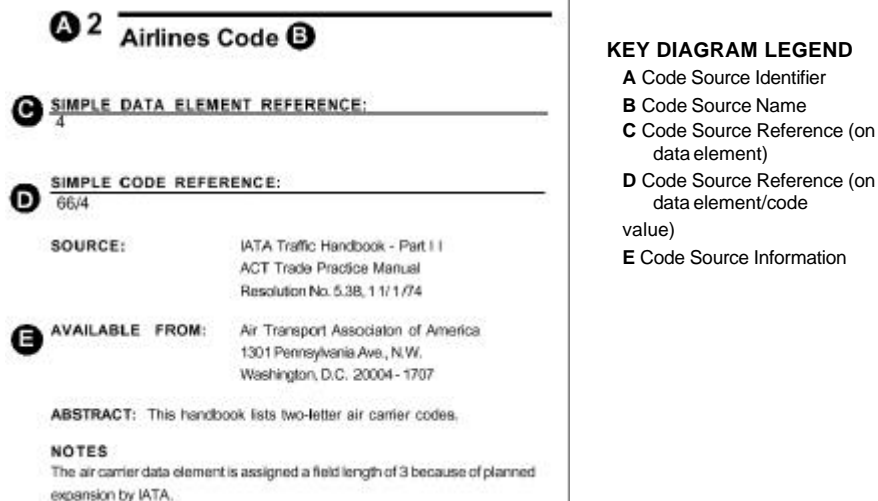 A 2
Airlines Code B
C SIMPLE DATA ELEMENT REFERENCE:
4
SIMPLE CODE REFERENCE:
D 66/4
SOURCE: IATA Traffic Handbook - Part I I
ACT Trade Practice Manual
Resolution No. 5.38, 1 1/ 1 /74
E AVAILABLE FROM: Air Transport Associaton of America
1301 Pennsylvania Ave., N.W.
Washington, D.C. 20004 - 1707
ABSTRACT: This handbook lists two-letter air carrier codes.
NOTES
The air carrier data element is assigned a field length of 3 because of planned
expansion by IATA.
KEY DIAGRAM LEGEND
A Code Source Identifier
B Code Source Name
C Code Source Reference (on
data element)
D Code Source Reference (on
data element/code
value)
E Code Source Information